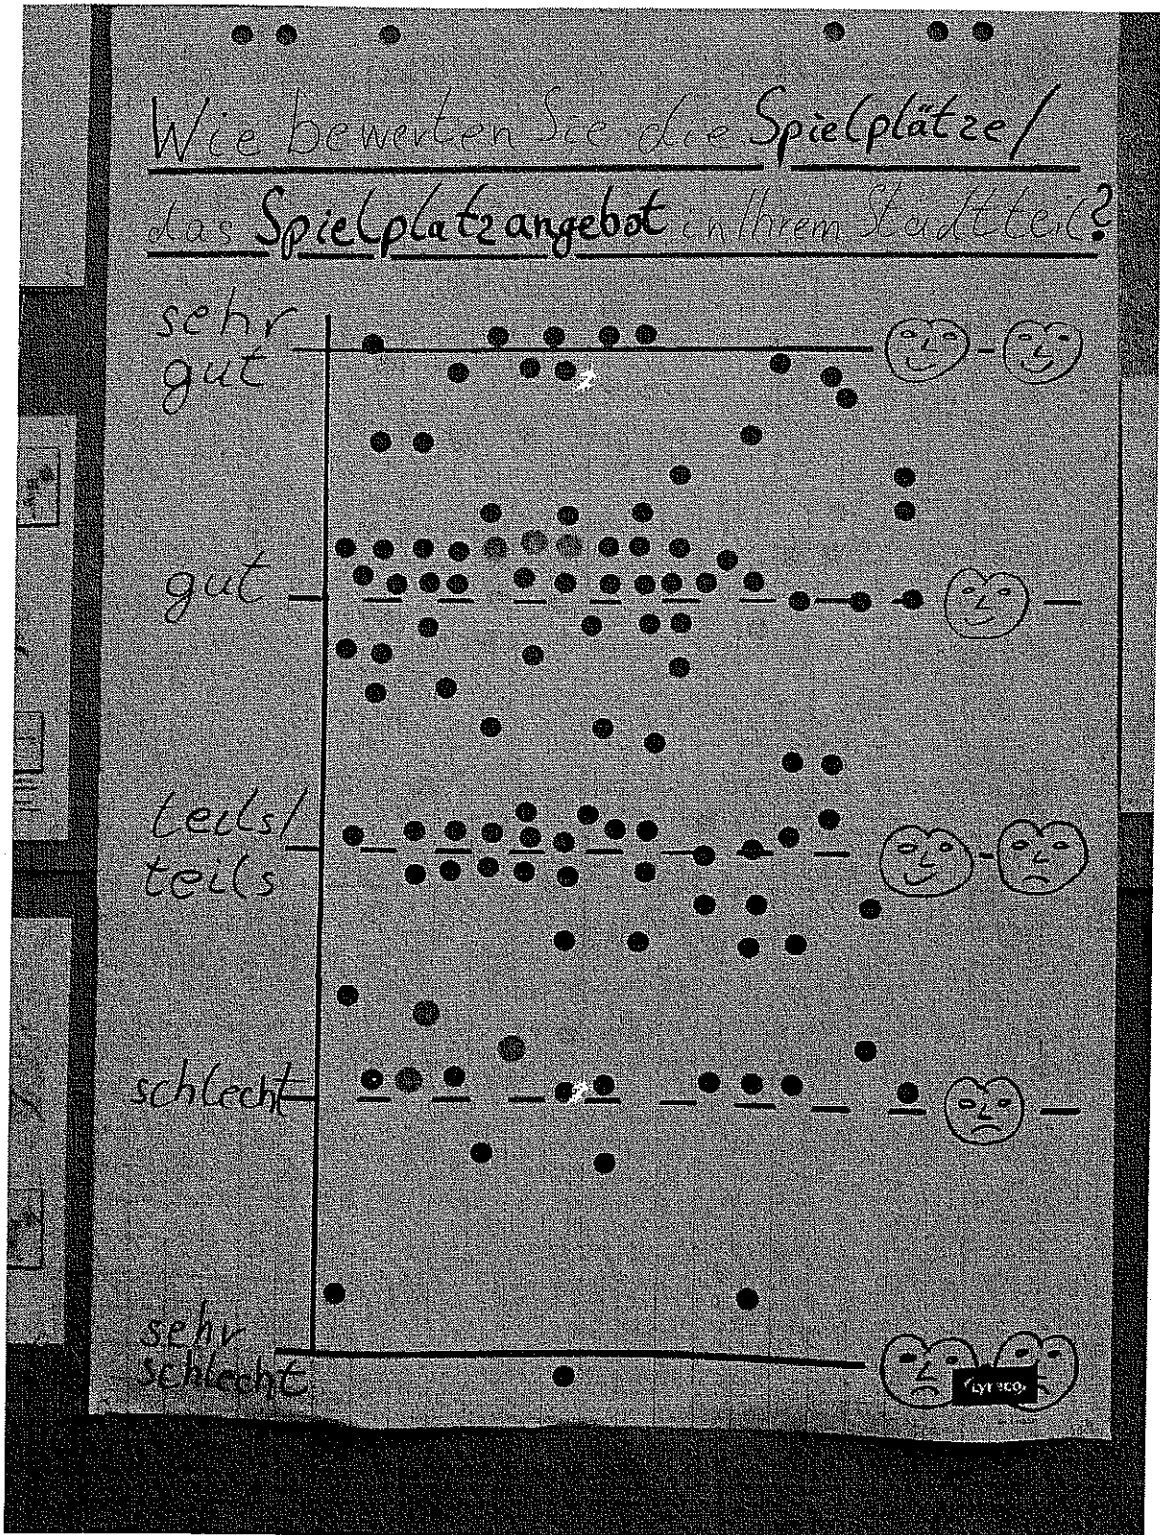 Wie bewerten Sie die Spielplätze/
das Spielplatzangebot in Ihrem Stadtteil?
sehr
gut
gut
teils/
teils
schlecht
sehr
schlecht